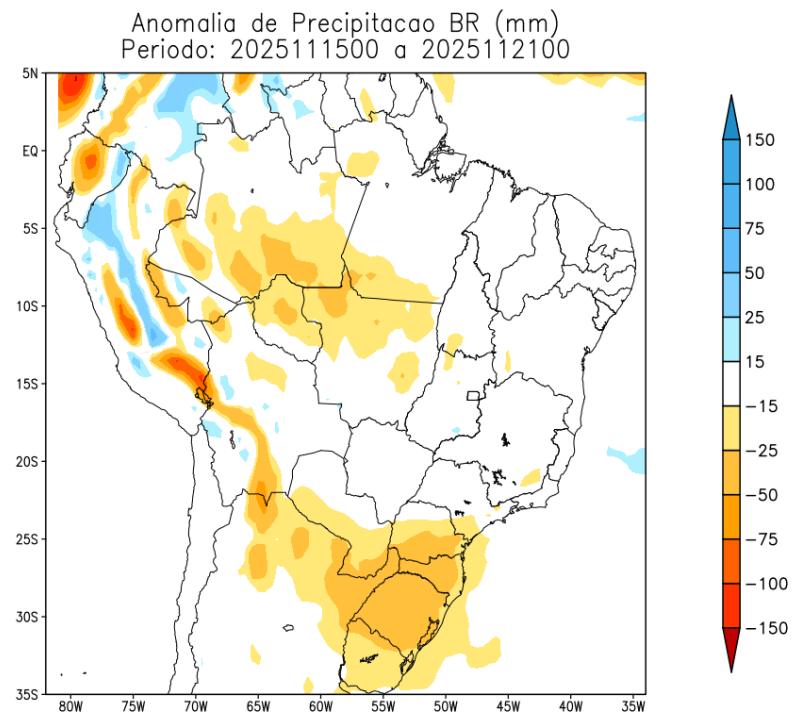 Anomalia de Precipitacao BR (mm)
Periodo: 2025111500 a 2025112100
5N
EQ
5S
10S
15S
20S
25S
30S
35S
80W 75W 70W 65W 60W 55W 50W 45W 40W 35W
150
100
75
50
25
15
−15
−25
−50
−75
−100
−150